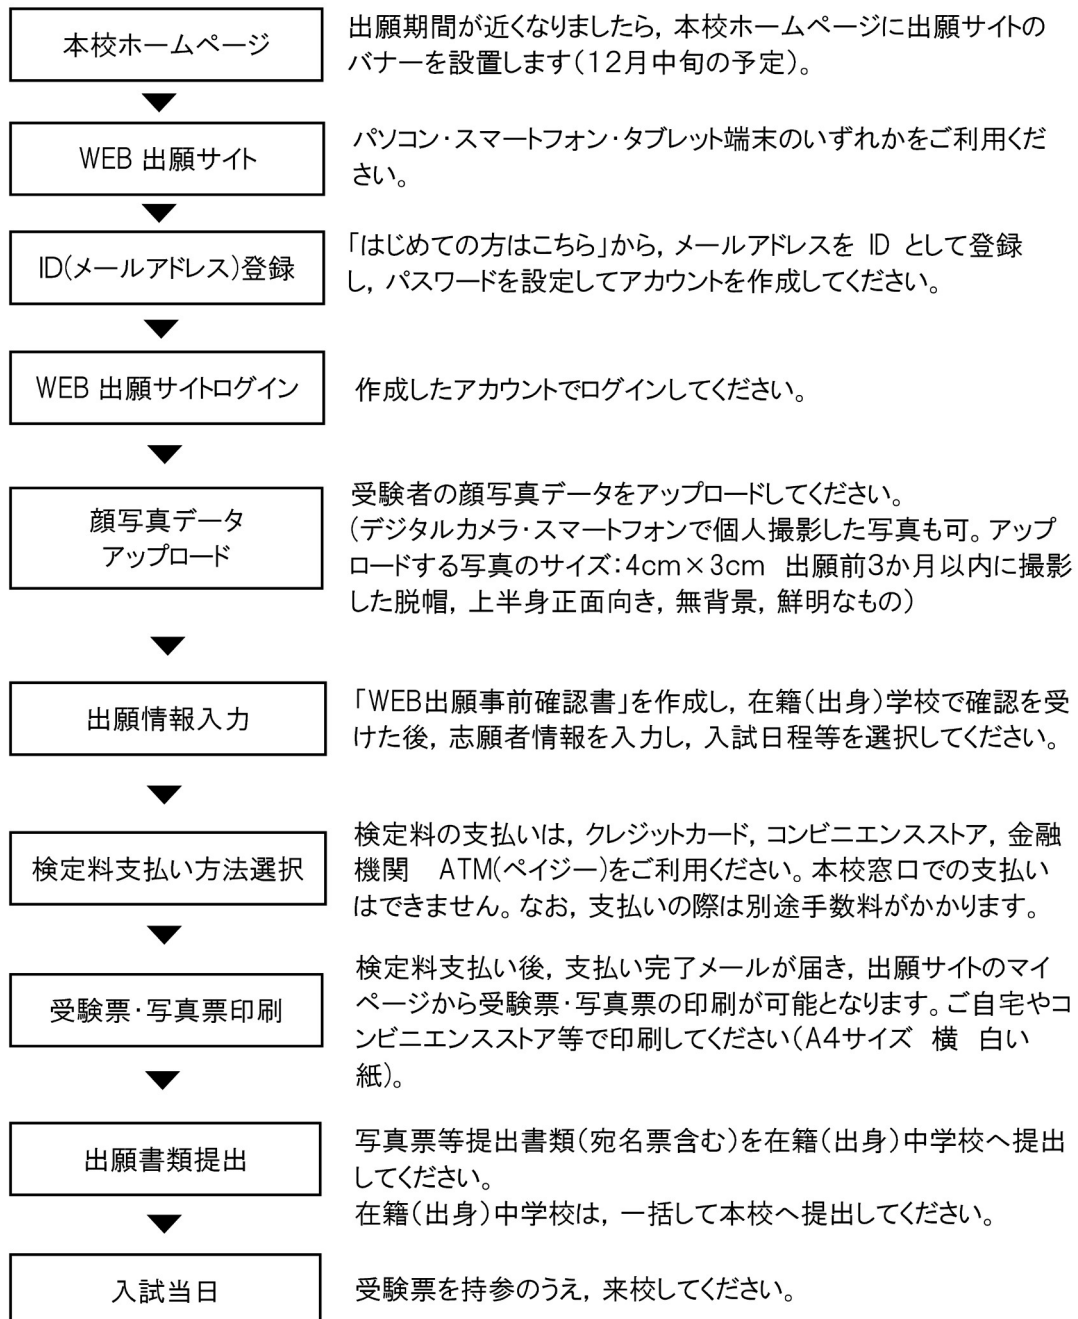 本校ホームページ
出願期間が近くなりましたら，本校ホームページに出願サイトの
バナーを設置します（12月中旬の予定）。
WEB 出願サイト
パソコン・スマートフォン・タブレット端末のいずれかをご利用くだ
さい。
ID(メールアドレス)登録
「はじめての方はこちら」から，メールアドレスを ID として登録
し，パスワードを設定してアカウントを作成してください。
WEB 出願サイトログイン
作成したアカウントでログインしてください。
顔写真データ
アップロード
受験者の顔写真データをアップロードしてください。
(デジタルカメラ・スマートフォンで個人撮影した写真も可。アップ
ロードする写真のサイズ：4cm×3cm　出願前3か月以内に撮影
した脱帽，上半身正面向き，無背景，鮮明なもの）
出願情報入力
「WEB出願事前確認書」を作成し，在籍（出身）学校で確認を受
けた後，志願者情報を入力し，入試日程等を選択してください。
検定料支払い方法選択
検定料の支払いは，クレジットカード，コンビニエンスストア，金融
機関　ATM(ペイジー)をご利用ください。本校窓口での支払い
はできません。なお，支払いの際は別途手数料がかかります。
受験票・写真票印刷
検定料支払い後，支払い完了メールが届き，出願サイトのマイ
ページから受験票・写真票の印刷が可能となります。ご自宅やコ
ンビニエンスストア等で印刷してください（A4サイズ　横　白い
紙）。
出願書類提出
写真票等提出書類（宛名票含む）を在籍（出身）中学校へ提出
してください。
在籍（出身）中学校は，一括して本校へ提出してください。
入試当日
受験票を持参のうえ，来校してください。